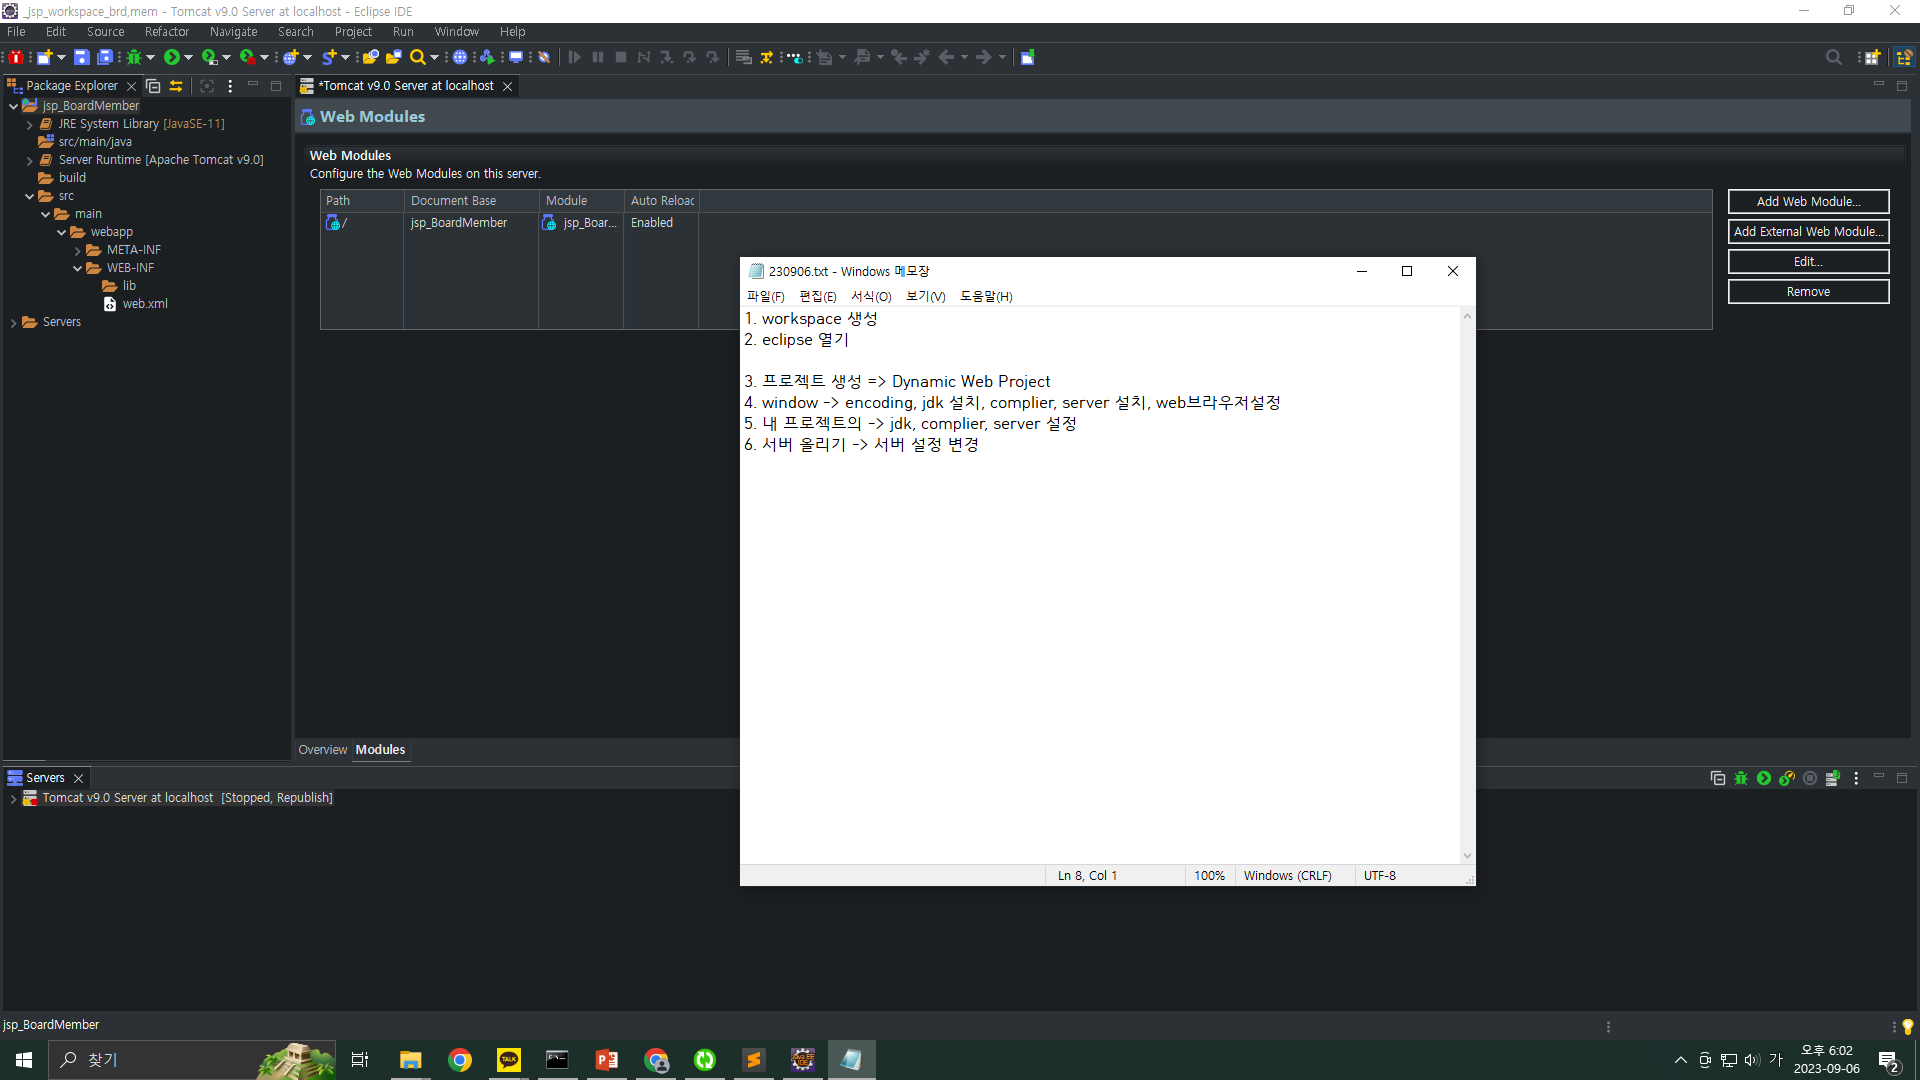 _jsp_workspace_brd,mem - Tomcat v9.0 Server at localhost - Eclipse IDE
File Edit Source Refactor Navigate Search Project Run Window Help
Package Explorer
*Tomcat v9.0 Server at localhost
jsp_BoardMember
JRE System Library [JavaSE-11]
src/main/java
Server Runtime [Apache Tomcat v9.0]
build
src
main
webapp
META-INF
WEB-INF
lib
web.xml
Servers
Web Modules
Web Modules
Configure the Web Modules on this server.
Path Document Base Module Auto Reloac
/ jsp_BoardMember jsp_Boar... Enabled
Add Web Module...
Add External Web Module...
Edit...
Remove
230906.txt - Windows 메모장
파일(F) 편집(E) 서식(O) 보기(V) 도움말(H)
1. workspace 생성
2. eclipse 열기
3. 프로젝트 생성 => Dynamic Web Project
4. window -> encoding, jdk 설치, complier, server 설치, web브라우저설정
5. 내 프로젝트의 -> jdk, complier, server 설정
6. 서버 올리기 -> 서버 설정 변경
Ln 8, Col 1 100% Windows (CRLF) UTF-8
Overview Modules
Servers
Tomcat v9.0 Server at localhost [Stopped, Republish]
jsp_BoardMember
찾기
TALK
가
오후 6:02
2023-09-06
2